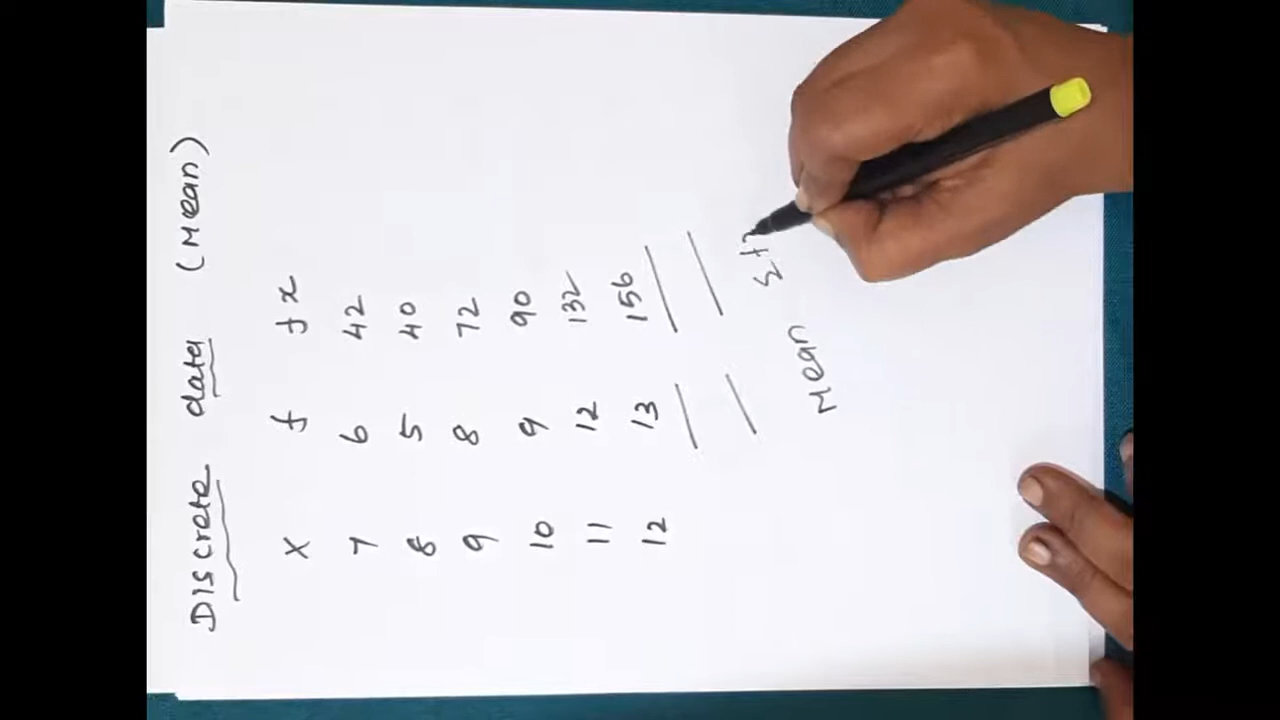 Discrete data (Mean)
x f fx
7 6 42
8 5 40
9 8 72
10 9 90
11 12 132
12 13 156
Mean Σf